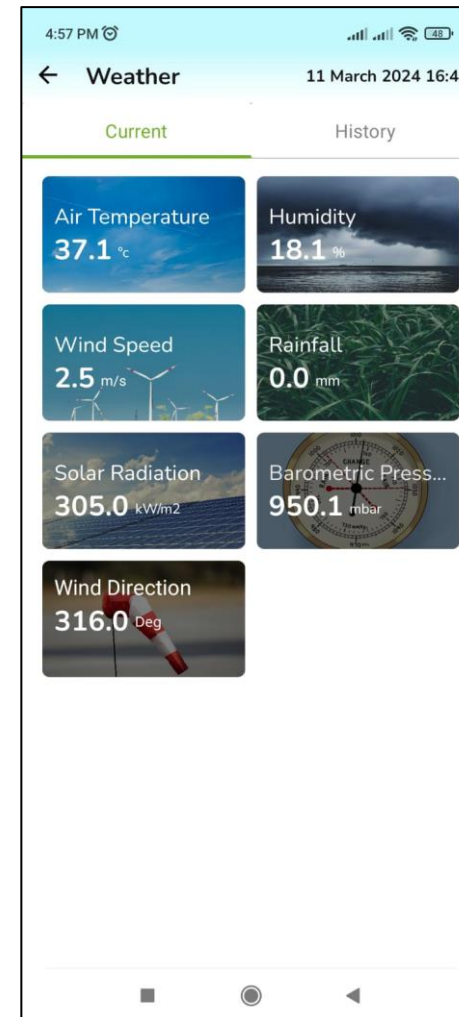 4:57 PM
48
Weather
11 March 2024 16:4
Current
History
Air Temperature
37.1 °c
Humidity
18.1 %
Wind Speed
2.5 m/s
Rainfall
0.0 mm
Solar Radiation
305.0 kW/m2
Barometric Press...
950.1 mbar
CHANGE
Wind Direction
316.0 Deg